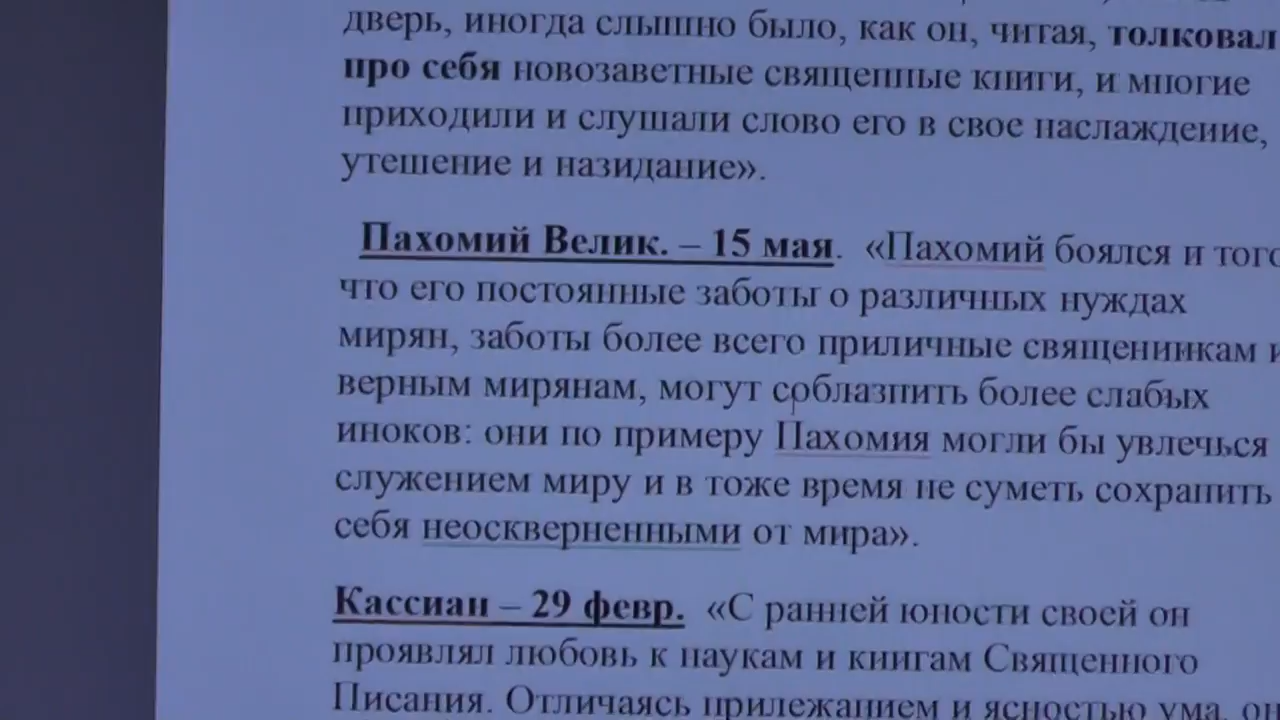 дверь, иногда слышно было, как он, читая, толковал
про себя новозаветные священные книги, и многие
приходили и слушали слово его в свое наслаждение,
утешение и назидание».
Пахомий Велик. – 15 мая. «Пахомий боялся и того
что его постоянные заботы о различных нуждах
мирян, заботы более всего приличные священникам и
верным мирянам, могут соблазнить более слабых
иноков: они по примеру Пахомия могли бы увлечься
служением миру и в тоже время не суметь сохранить
себя неоскверненными от мира».
Кассиан – 29 февр. «С ранней юности своей он
проявлял любовь к наукам и книгам Священного
Писания. Отличаясь прилежанием и ясностью ума, он